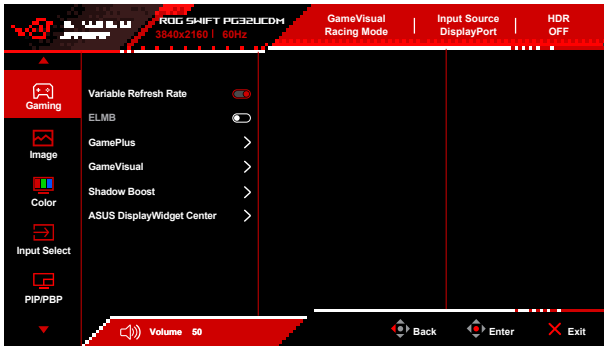 ROG SWIFT PG32UCDM
3840x2160 | 60Hz
GameVisual
Racing Mode
Input Source
DisplayPort
HDR
OFF
Gaming
Image
Color
Input Select
PIP/PBP
Variable Refresh Rate
ELMB
GamePlus
GameVisual
Shadow Boost
ASUS DisplayWidget Center
Volume 50
Back
Enter
Exit